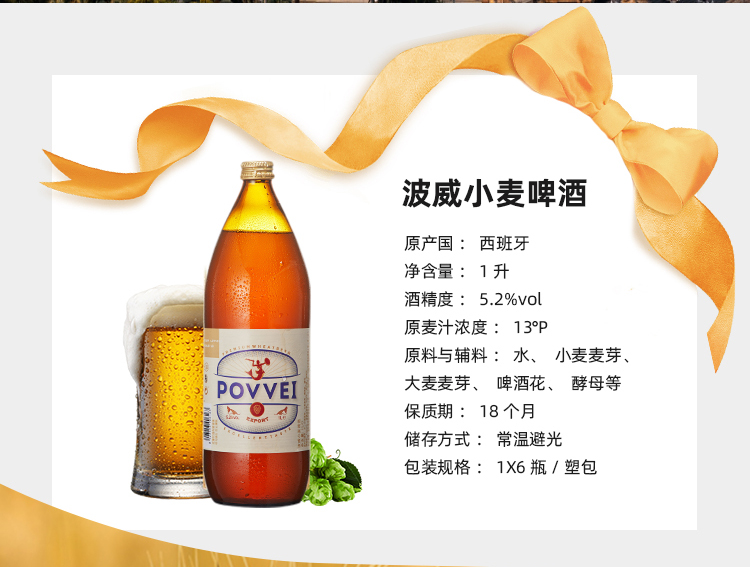 波威小麦啤酒
原产国： 西班牙
净含量： 1 升
酒精度： 5.2%vol
原麦汁浓度： 13°P
原料与辅料： 水、 小麦麦芽、
大麦麦芽、 啤酒花、 酵母等
保质期： 18 个月
储存方式： 常温避光
包装规格： 1X6 瓶 / 塑包
POVVEI
EXPORT